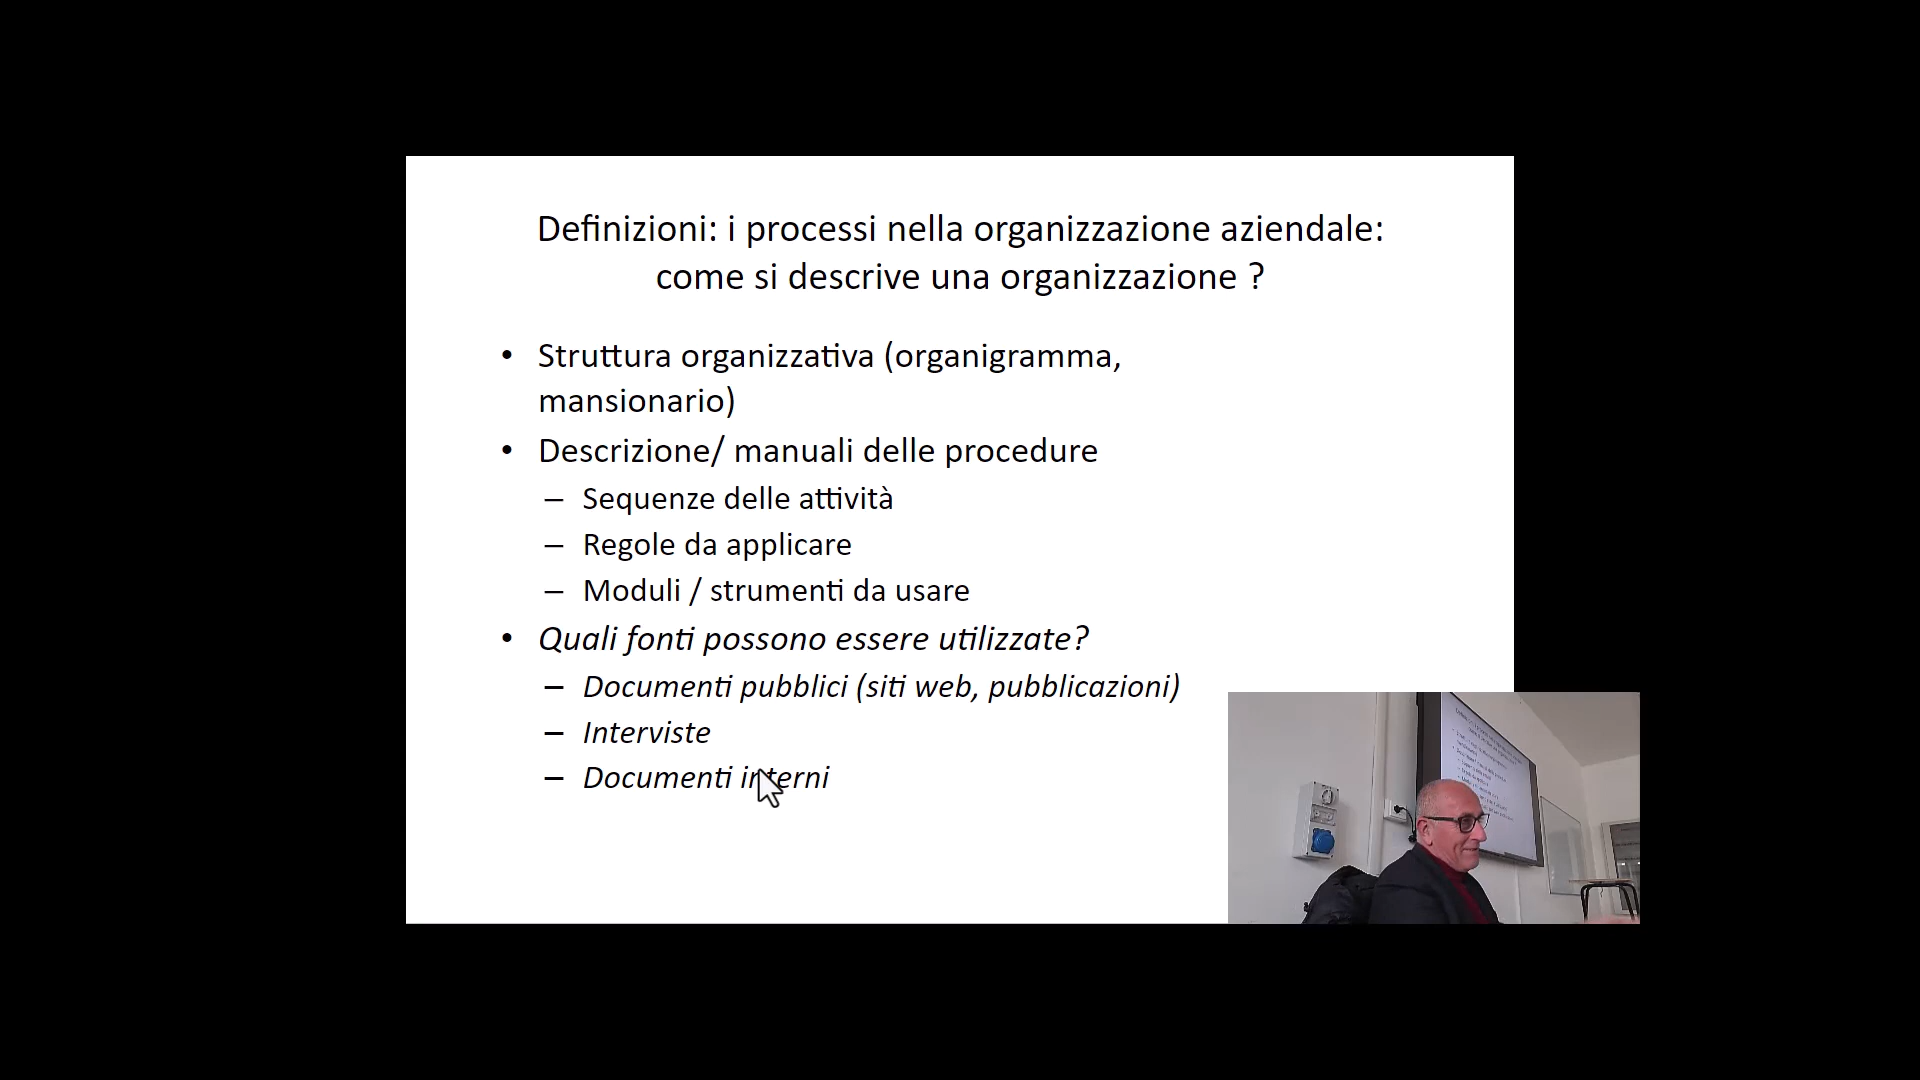 Definizioni: i processi nella organizzazione aziendale:
come si descrive una organizzazione ?
• Struttura organizzativa (organigramma,
mansionario)
• Descrizione/ manuali delle procedure
– Sequenze delle attività
– Regole da applicare
– Moduli / strumenti da usare
• Quali fonti possono essere utilizzate?
– Documenti pubblici (siti web, pubblicazioni)
– Interviste
– Documenti interni